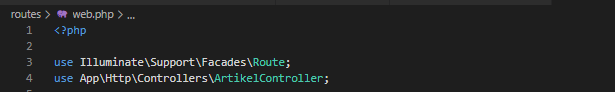 routes > web.php > ...
1 <?php
2
3 use Illuminate\Support\Facades\Route;
4 use App\Http\Controllers\ArtikelController;